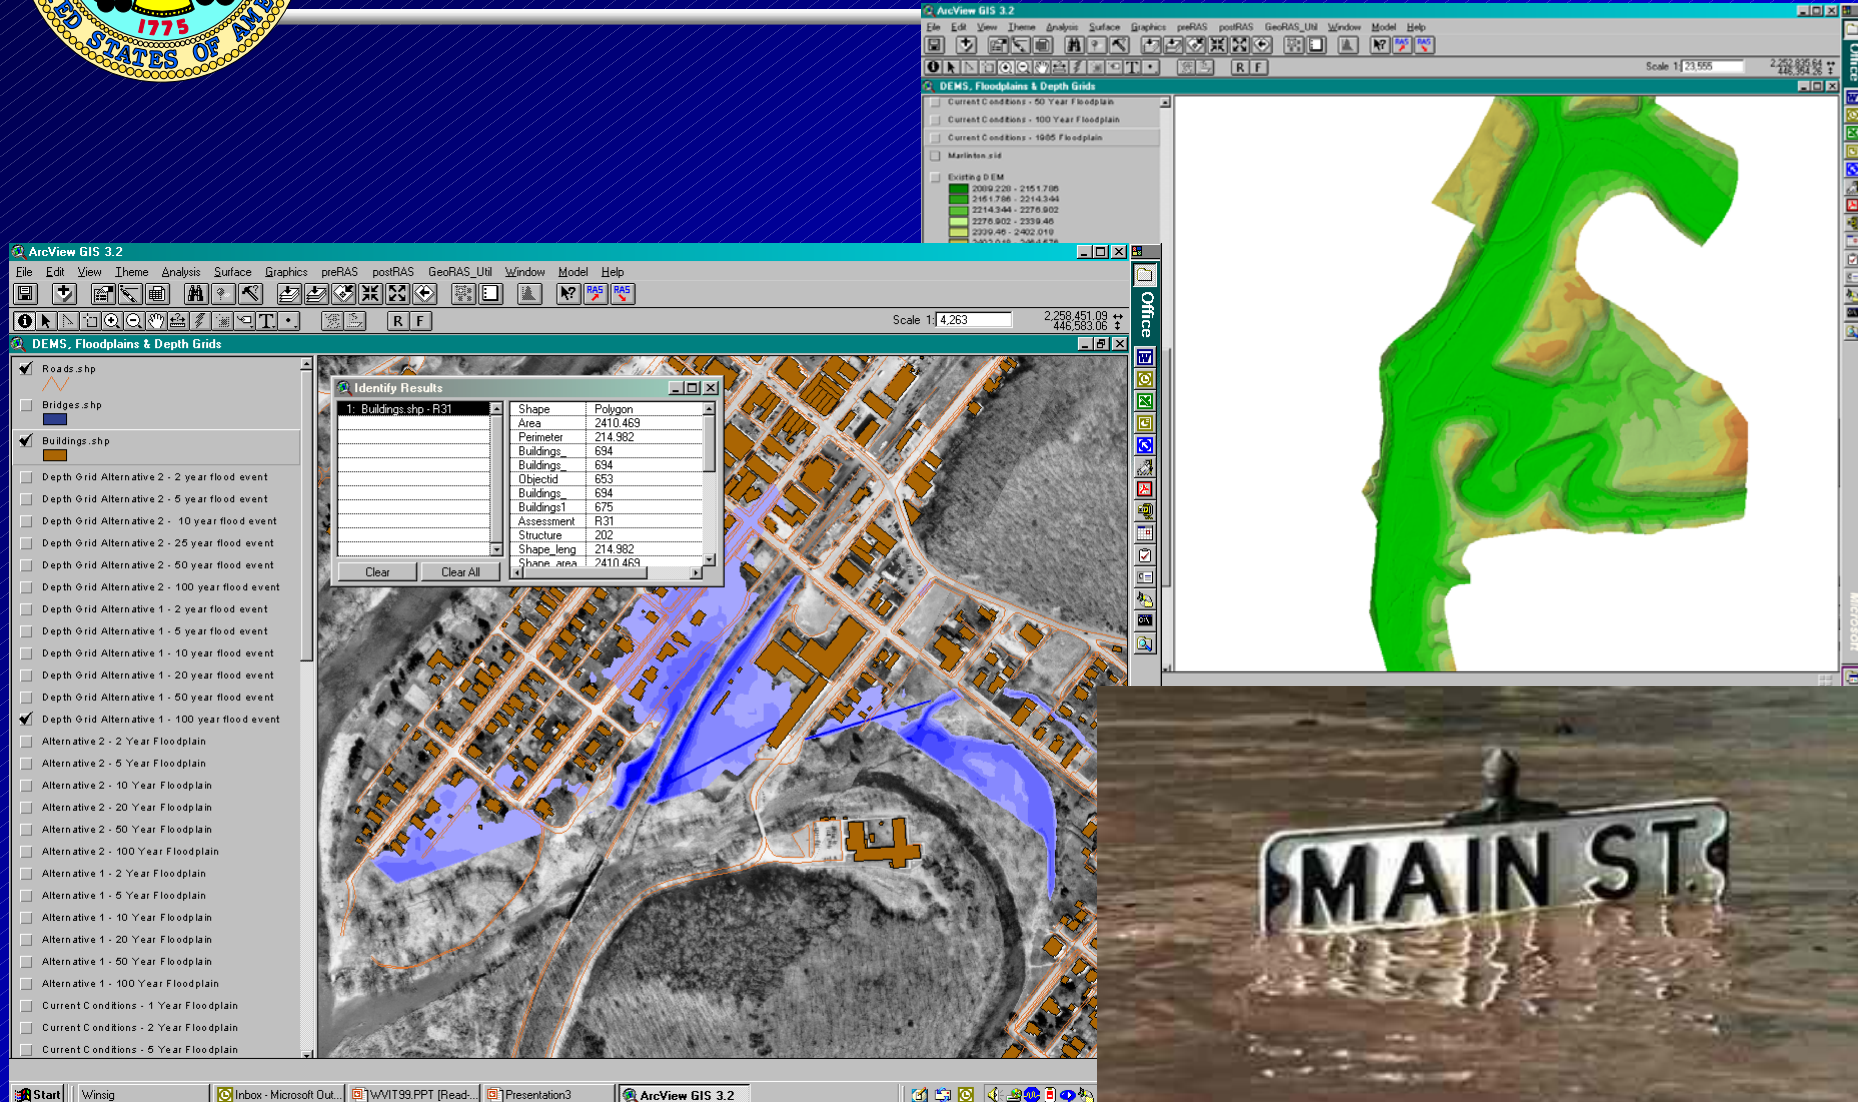 1775
ED STATES OF AME
ArcView GIS 3.2
File Edit View Theme Analysis Surface Graphics preRAS postRAS GeoRAS_Util Window Model Help
R F
Scale 1: 23,555
2,252,835.64
446,354.26
DEMS, Floodplains & Depth Grids
Current Conditions - 50 Year Floodplain
Current Conditions - 100 Year Floodplain
Current Conditions - 1985 Floodplain
Marlinton.sid
Existing DEM
2089.228 - 2151.786
2151.786 - 2214.344
2214.344 - 2276.902
2276.902 - 2339.46
2339.46 - 2402.018
Office
Microsoft
ArcView GIS 3.2
File Edit View Theme Analysis Surface Graphics preRAS postRAS GeoRAS_Util Window Model Help
RAS RAS
R F
Scale 1: 4,263
2,258,451.09
446,583.06
DEMS, Floodplains & Depth Grids
Roads.shp
Bridges.shp
Buildings.shp
Depth Grid Alternative 2 - 2 year flood event
Depth Grid Alternative 2 - 5 year flood event
Depth Grid Alternative 2 - 10 year flood event
Depth Grid Alternative 2 - 25 year flood event
Depth Grid Alternative 2 - 50 year flood event
Depth Grid Alternative 2 - 100 year flood event
Depth Grid Alternative 1 - 2 year flood event
Depth Grid Alternative 1 - 5 year flood event
Depth Grid Alternative 1 - 10 year flood event
Depth Grid Alternative 1 - 20 year flood event
Depth Grid Alternative 1 - 50 year flood event
Depth Grid Alternative 1 - 100 year flood event
Alternative 2 - 2 Year Floodplain
Alternative 2 - 5 Year Floodplain
Alternative 2 - 10 Year Floodplain
Alternative 2 - 20 Year Floodplain
Alternative 2 - 50 Year Floodplain
Alternative 2 - 100 Year Floodplain
Alternative 1 - 2 Year Floodplain
Alternative 1 - 5 Year Floodplain
Alternative 1 - 10 Year Floodplain
Alternative 1 - 20 Year Floodplain
Alternative 1 - 50 Year Floodplain
Alternative 1 - 100 Year Floodplain
Current Conditions - 1 Year Floodplain
Current Conditions - 2 Year Floodplain
Current Conditions - 5 Year Floodplain
Identify Results
1: Buildings.shp - R31
Shape Polygon
Area 2410.469
Perimeter 214.982
Buildings_ 694
Buildings_ 694
Objectid 653
Buildings_ 694
Buildings1 675
Assessment R31
Structure 202
Shape_leng 214.982
Shape_area 2410.469
Clear Clear All
Office
MAIN ST.
Start Winsig Inbox - Microsoft Out... WVIT99.PPT [Read-... Presentation3 ArcView GIS 3.2